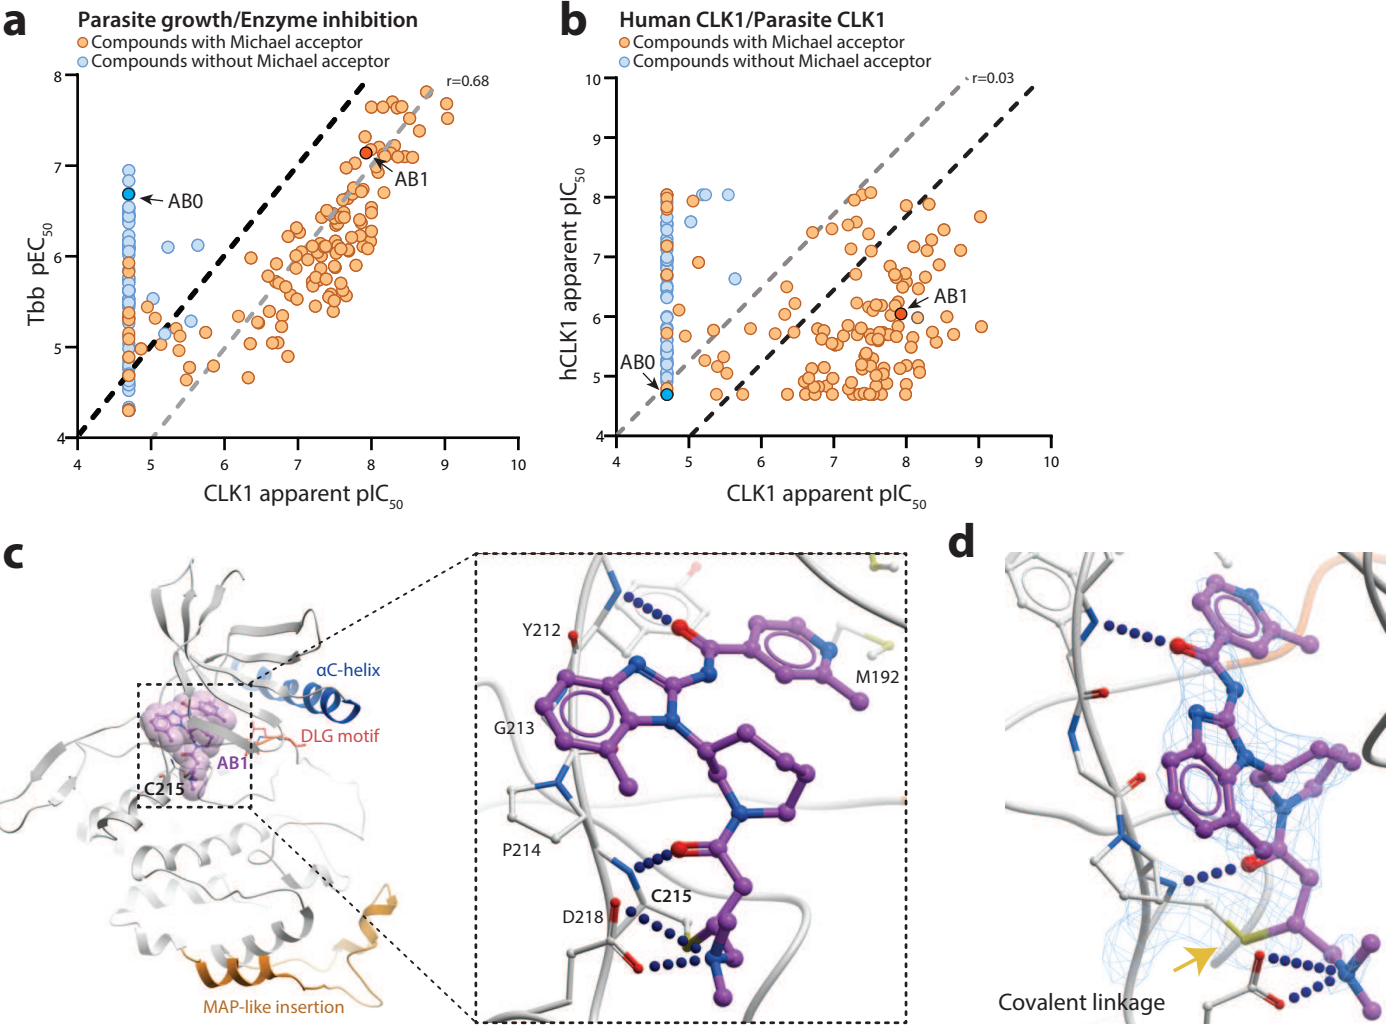 a
Parasite growth/Enzyme inhibition
Compounds with Michael acceptor
Compounds without Michael acceptor
8
7
6
5
4
Tbb pEC50
r=0.68
AB1
AB0
4 5 6 7 8 9 10
CLK1 apparent pIC50
b
Human CLK1/Parasite CLK1
Compounds with Michael acceptor
Compounds without Michael acceptor
10
9
8
7
6
5
4
hCLK1 apparent pIC50
r=0.03
AB1
AB0
4 5 6 7 8 9 10
CLK1 apparent pIC50
c
αC-helix
DLG motif
AB1
C215
MAP-like insertion
Y212
M192
G213
P214
C215
D218
d
Covalent linkage